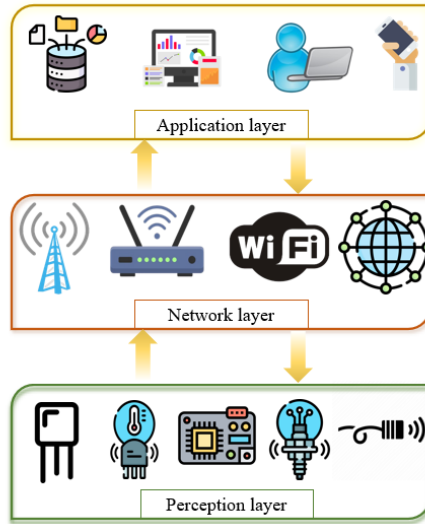 Application layer
WiFi
Network layer
Perception layer